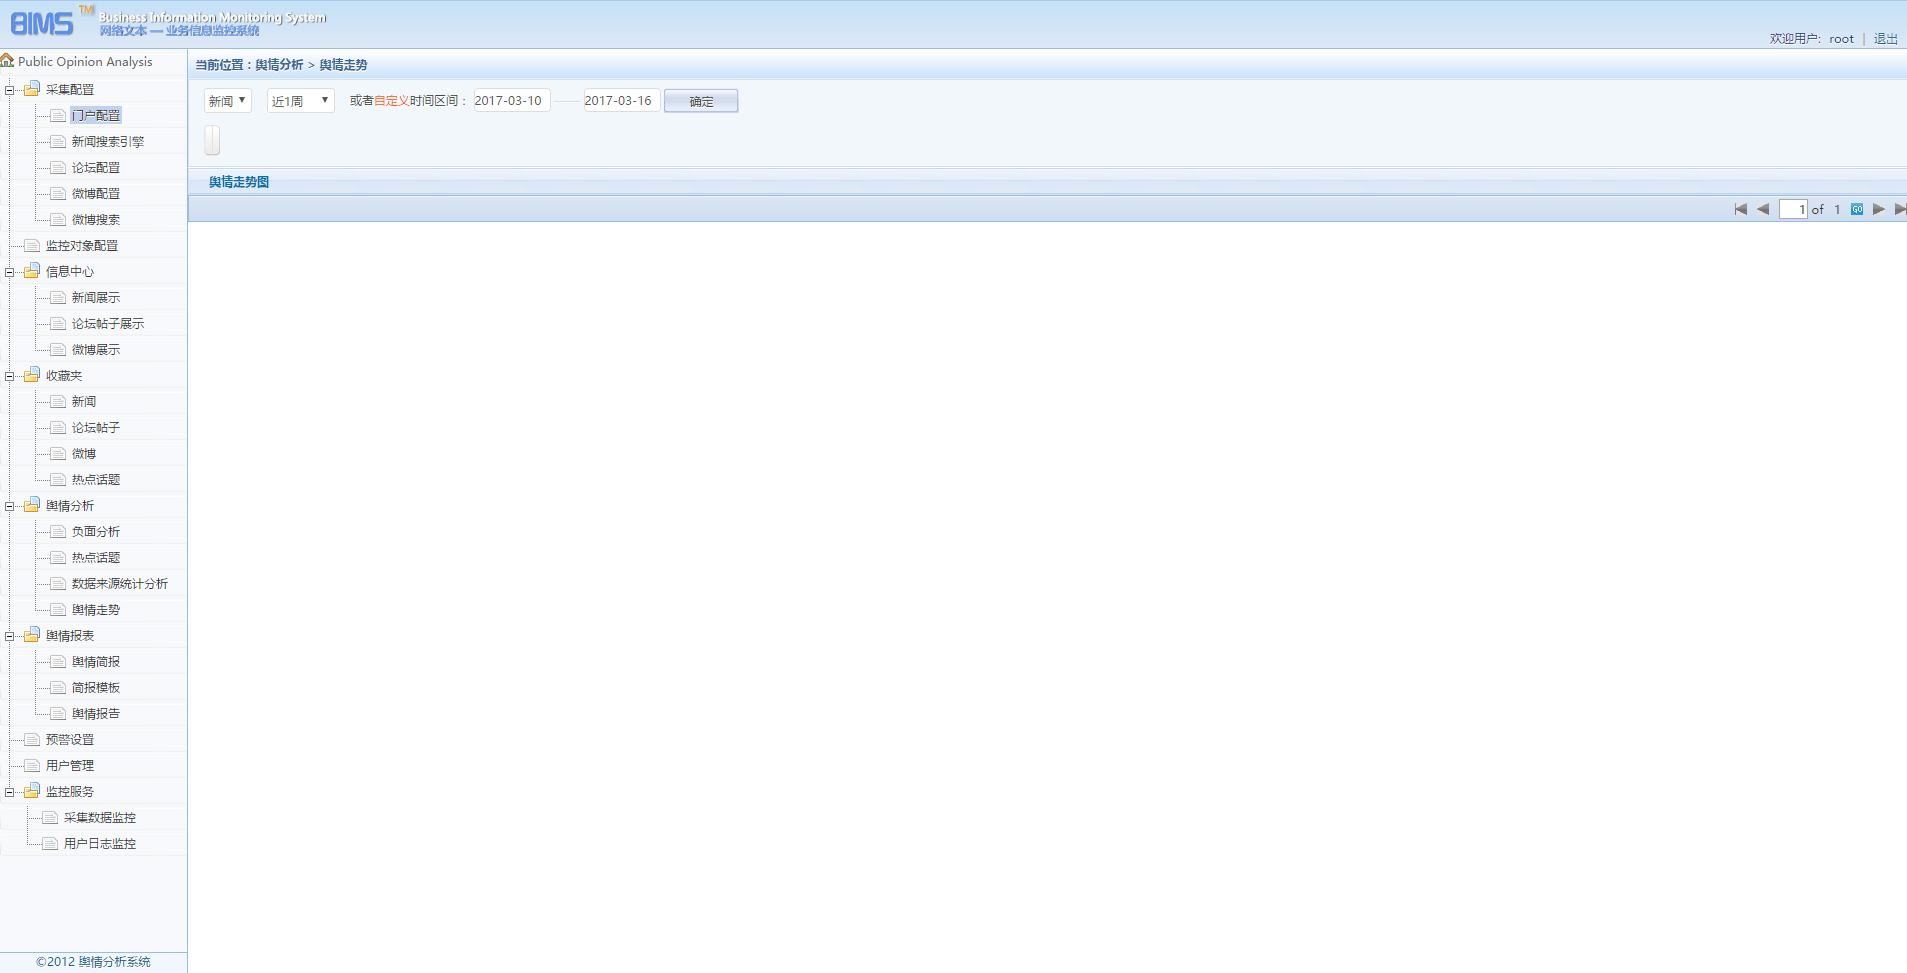 BIMS TM Business Information Monitoring System
网络文本 — 业务信息监控系统
欢迎用户: root | 退出
Public Opinion Analysis
采集配置
门户配置
新闻搜索引擎
论坛配置
微博配置
微博搜索
监控对象配置
信息中心
新闻展示
论坛帖子展示
微博展示
收藏夹
新闻
论坛帖子
微博
热点话题
舆情分析
负面分析
热点话题
数据来源统计分析
舆情走势
舆情报表
舆情简报
简报模板
舆情报告
预警设置
用户管理
监控服务
采集数据监控
用户日志监控
©2012 舆情分析系统
当前位置：舆情分析 > 舆情走势
新闻 近1周 或者自定义时间区间： 2017-03-10 —— 2017-03-16 确定
舆情走势图
1 of 1 GO